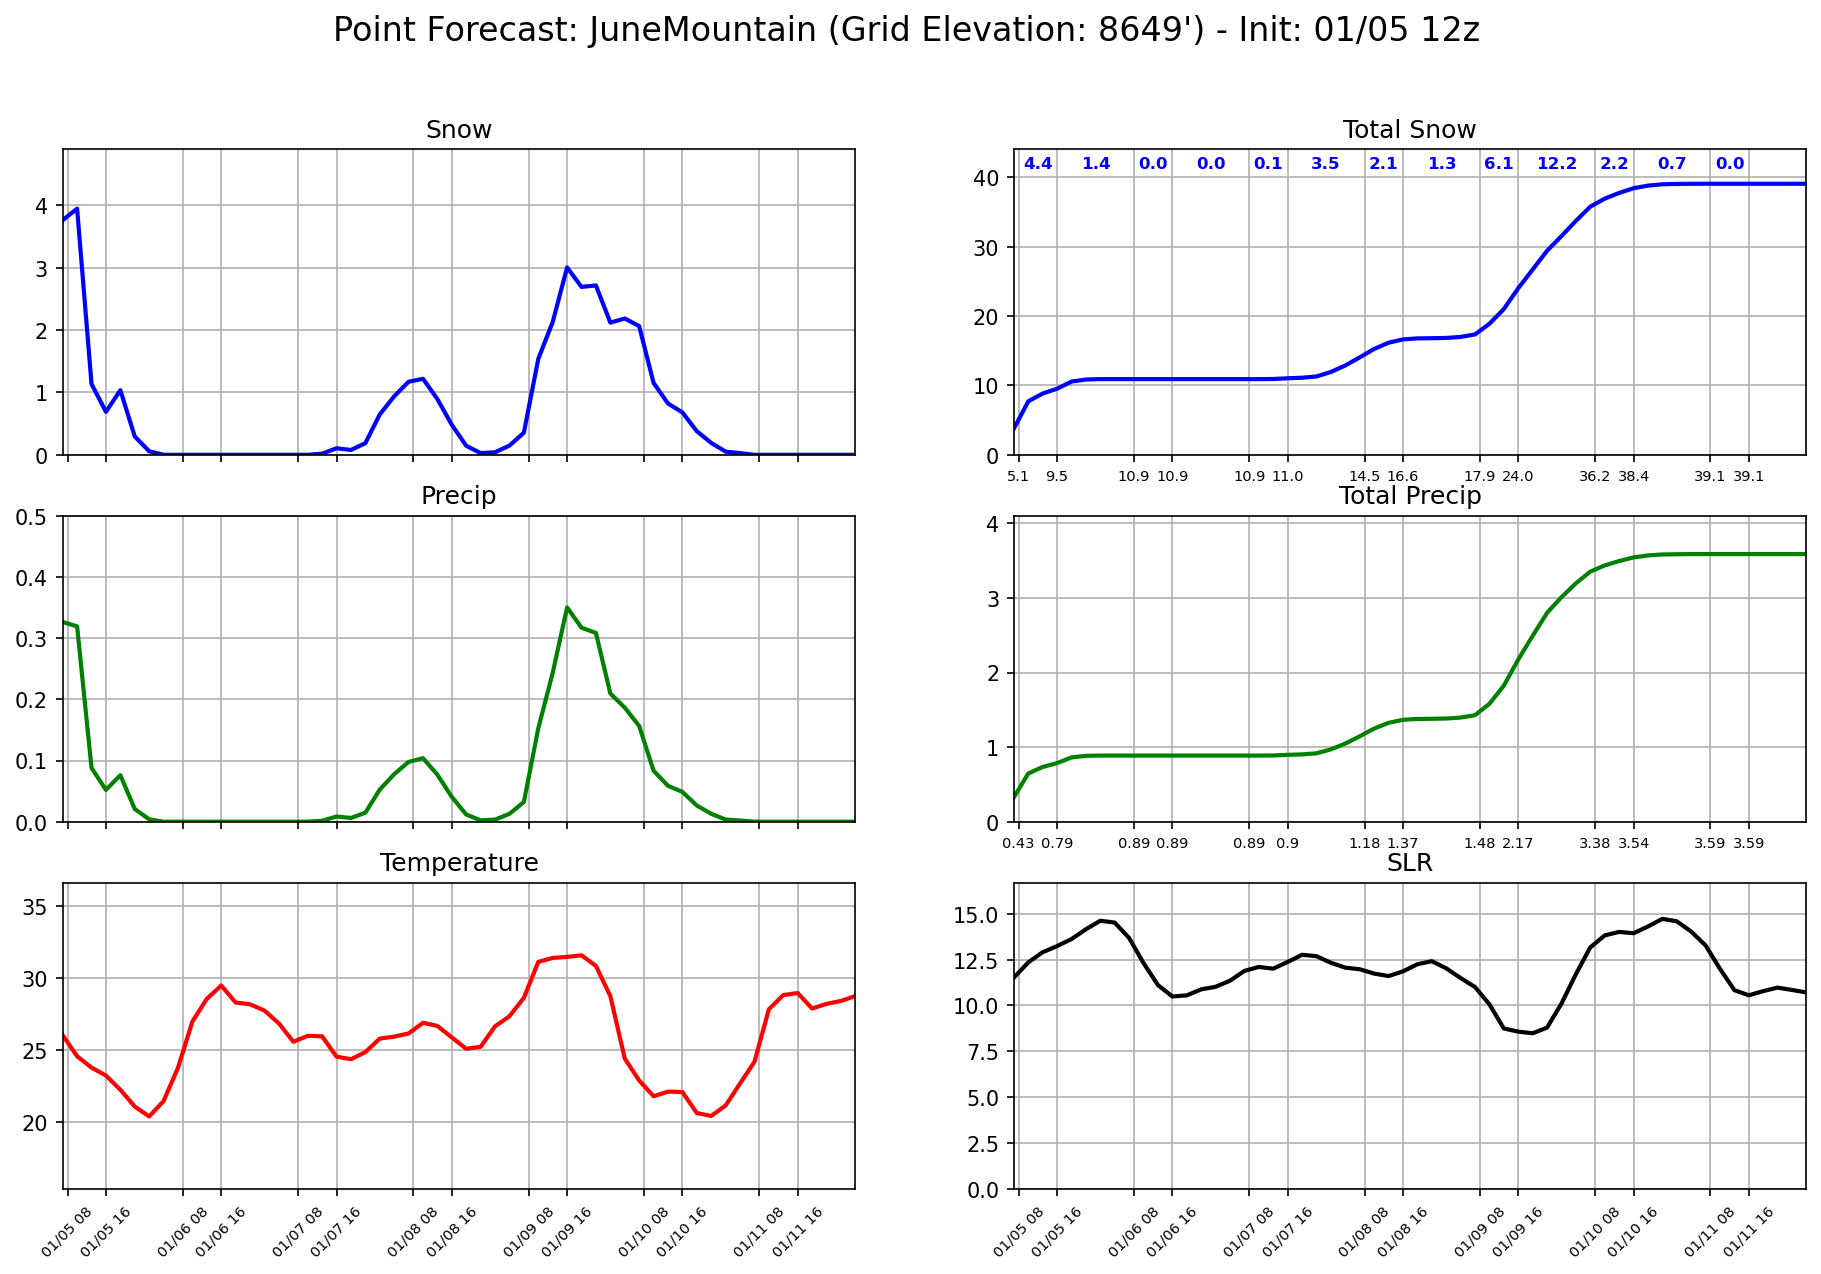 Point Forecast: JuneMountain (Grid Elevation: 8649') - Init: 01/05 12z
Snow
4
3
2
1
0
Total Snow
4.4 1.4 0.0 0.0 0.1 3.5 2.1 1.3 6.1 12.2 2.2 0.7 0.0
40
30
20
10
0
5.1 9.5 10.9 10.9 10.9 11.0 14.5 16.6 17.9 24.0 36.2 38.4 39.1 39.1
Precip
0.5
0.4
0.3
0.2
0.1
0.0
Total Precip
4
3
2
1
0
0.43 0.79 0.89 0.89 0.89 0.9 1.18 1.37 1.48 2.17 3.38 3.54 3.59 3.59
Temperature
35
30
25
20
01/05 08 01/05 16 01/06 08 01/06 16 01/07 08 01/07 16 01/08 08 01/08 16 01/09 08 01/09 16 01/10 08 01/10 16 01/11 08 01/11 16
SLR
15.0
12.5
10.0
7.5
5.0
2.5
0.0
01/05 08 01/05 16 01/06 08 01/06 16 01/07 08 01/07 16 01/08 08 01/08 16 01/09 08 01/09 16 01/10 08 01/10 16 01/11 08 01/11 16